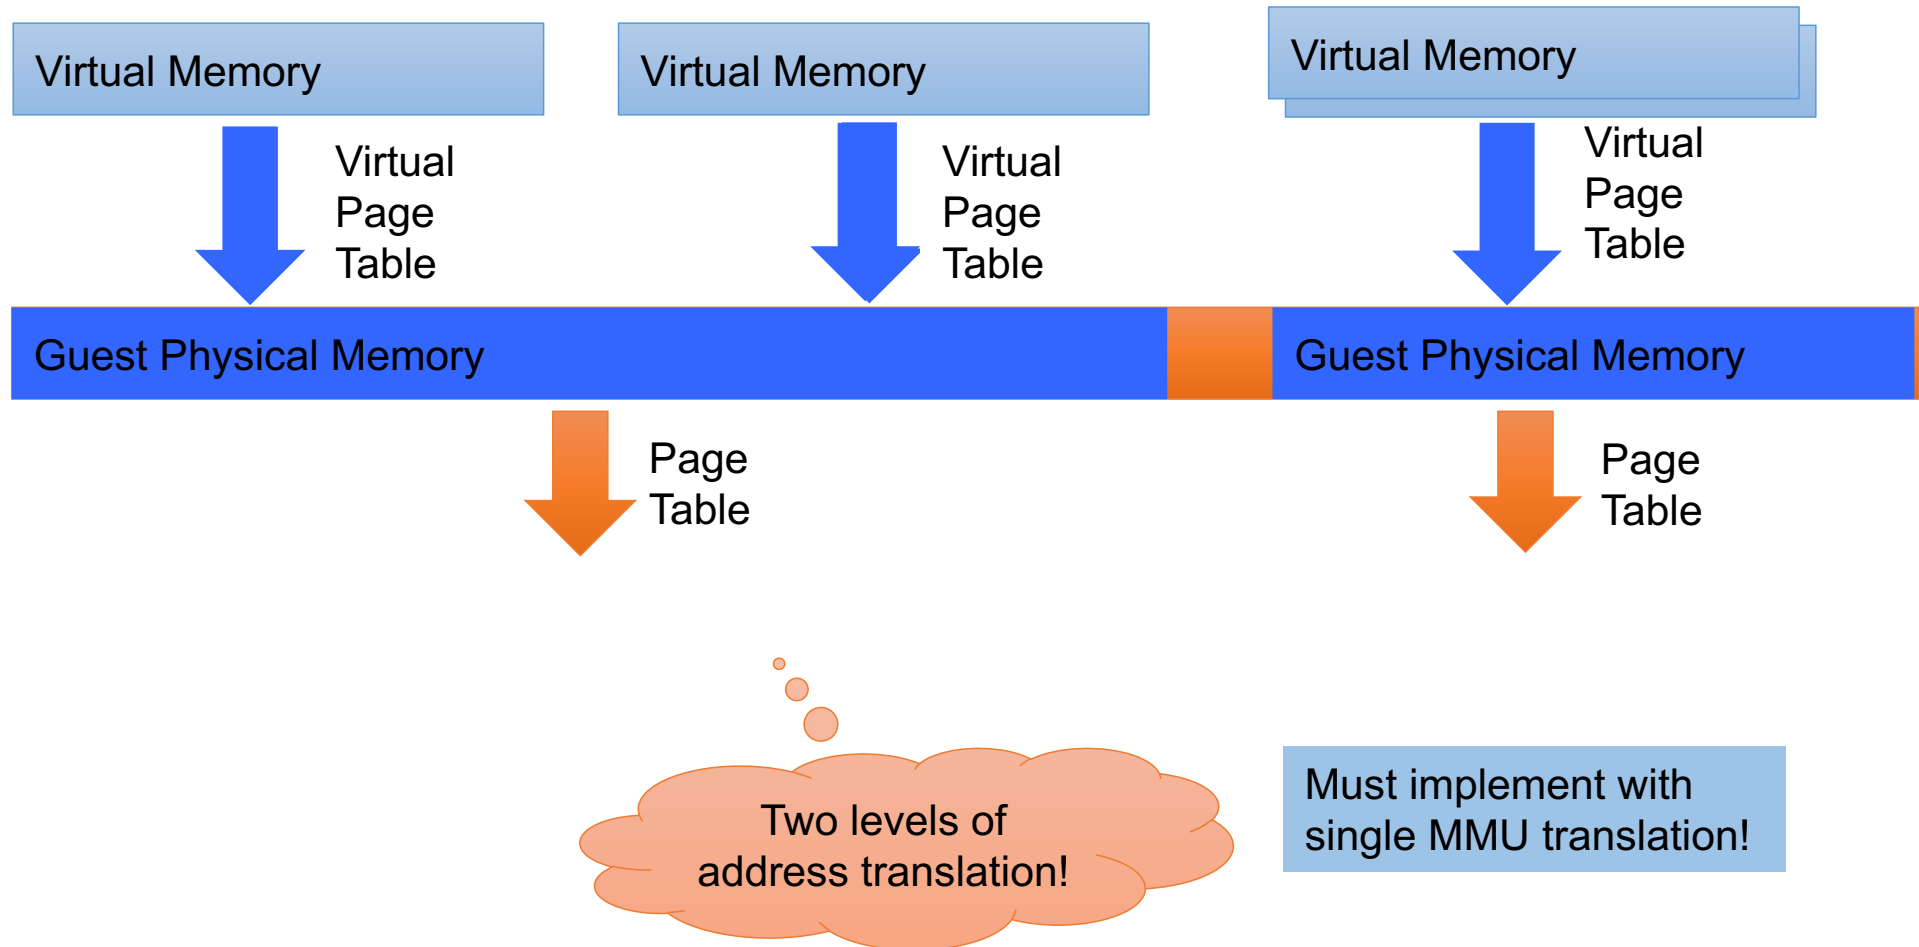 Virtual Memory
Virtual Memory
Virtual Memory
Virtual
Page
Table
Virtual
Page
Table
Virtual
Page
Table
Guest Physical Memory
Guest Physical Memory
Page
Table
Page
Table
Two levels of
address translation!
Must implement with
single MMU translation!